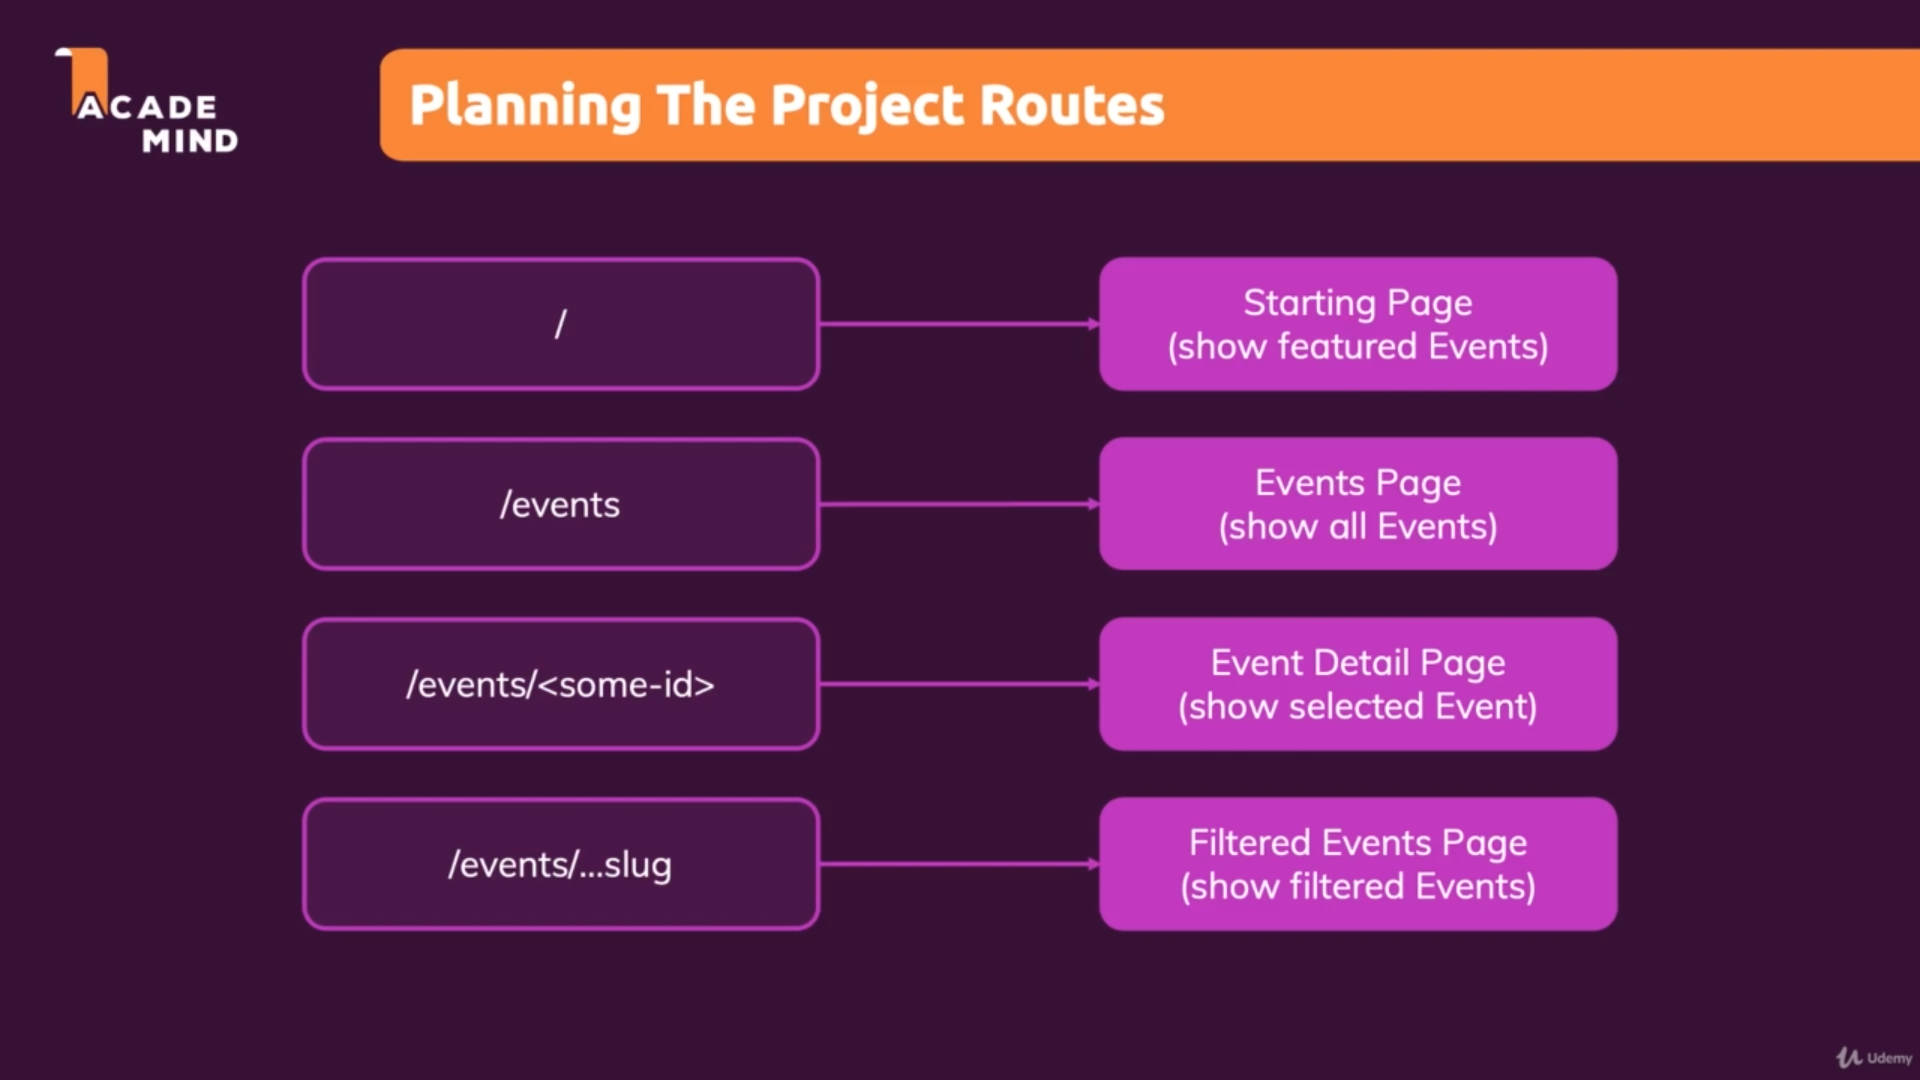 ACADE
MIND
Planning The Project Routes
/
Starting Page
(show featured Events)
/events
Events Page
(show all Events)
/events/<some-id>
Event Detail Page
(show selected Event)
/events/...slug
Filtered Events Page
(show filtered Events)
Udemy